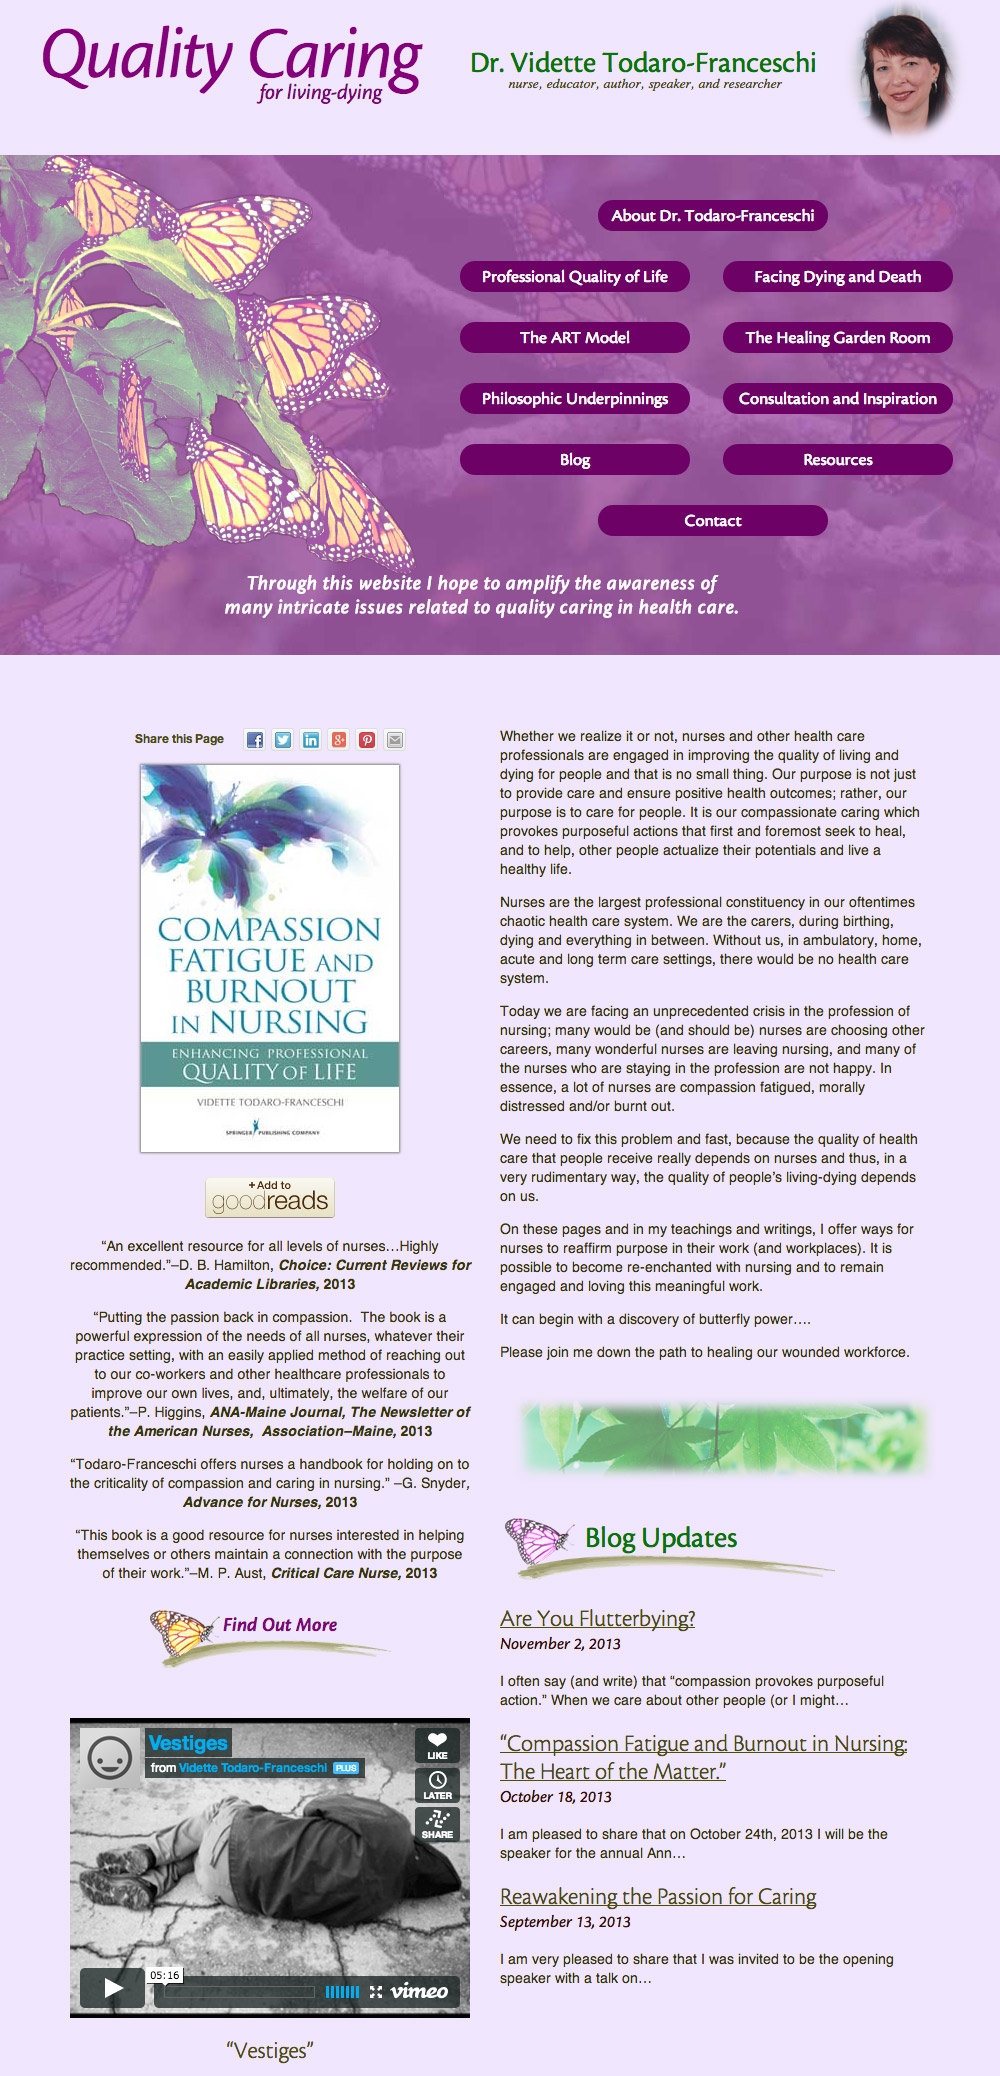 Quality Caring
for living-dying
Dr. Vidette Todaro-Franceschi
nurse, educator, author, speaker, and researcher
About Dr. Todaro-Franceschi
Professional Quality of Life
Facing Dying and Death
The ART Model
The Healing Garden Room
Philosophic Underpinnings
Consultation and Inspiration
Blog
Resources
Contact
Through this website I hope to amplify the awareness of
many intricate issues related to quality caring in health care.
Share this Page
COMPASSION
FATIGUE AND
BURNOUT
IN NURSING
ENHANCING PROFESSIONAL
QUALITY OF LIFE
VIDETTE TODARO-FRANCESCHI
SPRINGER PUBLISHING COMPANY
+ Add to
goodreads
“An excellent resource for all levels of nurses…Highly
recommended.”–D. B. Hamilton, Choice: Current Reviews for
Academic Libraries, 2013
“Putting the passion back in compassion.  The book is a
powerful expression of the needs of all nurses, whatever their
practice setting, with an easily applied method of reaching out
to our co-workers and other healthcare professionals to
improve our own lives, and, ultimately, the welfare of our
patients.”–P. Higgins, ANA-Maine Journal, The Newsletter of
the American Nurses,  Association–Maine, 2013
“Todaro-Franceschi offers nurses a handbook for holding on to
the criticality of compassion and caring in nursing.” –G. Snyder,
Advance for Nurses, 2013
“This book is a good resource for nurses interested in helping
themselves or others maintain a connection with the purpose
of their work.”–M. P. Aust, Critical Care Nurse, 2013
Find Out More
Vestiges
from Vidette Todaro-Franceschi PLUS
LIKE
LATER
SHARE
05:16
vimeo
“Vestiges”
Whether we realize it or not, nurses and other health care
professionals are engaged in improving the quality of living and
dying for people and that is no small thing. Our purpose is not just
to provide care and ensure positive health outcomes; rather, our
purpose is to care for people. It is our compassionate caring which
provokes purposeful actions that first and foremost seek to heal,
and to help, other people actualize their potentials and live a
healthy life.
Nurses are the largest professional constituency in our oftentimes
chaotic health care system. We are the carers, during birthing,
dying and everything in between. Without us, in ambulatory, home,
acute and long term care settings, there would be no health care
system.
Today we are facing an unprecedented crisis in the profession of
nursing; many would be (and should be) nurses are choosing other
careers, many wonderful nurses are leaving nursing, and many of
the nurses who are staying in the profession are not happy. In
essence, a lot of nurses are compassion fatigued, morally
distressed and/or burnt out.
We need to fix this problem and fast, because the quality of health
care that people receive really depends on nurses and thus, in a
very rudimentary way, the quality of people’s living-dying depends
on us.
On these pages and in my teachings and writings, I offer ways for
nurses to reaffirm purpose in their work (and workplaces). It is
possible to become re-enchanted with nursing and to remain
engaged and loving this meaningful work.
It can begin with a discovery of butterfly power….
Please join me down the path to healing our wounded workforce.
Blog Updates
Are You Flutterbying?
November 2, 2013
I often say (and write) that “compassion provokes purposeful
action.” When we care about other people (or I might…
“Compassion Fatigue and Burnout in Nursing:
The Heart of the Matter.”
October 18, 2013
I am pleased to share that on October 24th, 2013 I will be the
speaker for the annual Ann…
Reawakening the Passion for Caring
September 13, 2013
I am very pleased to share that I was invited to be the opening
speaker with a talk on…